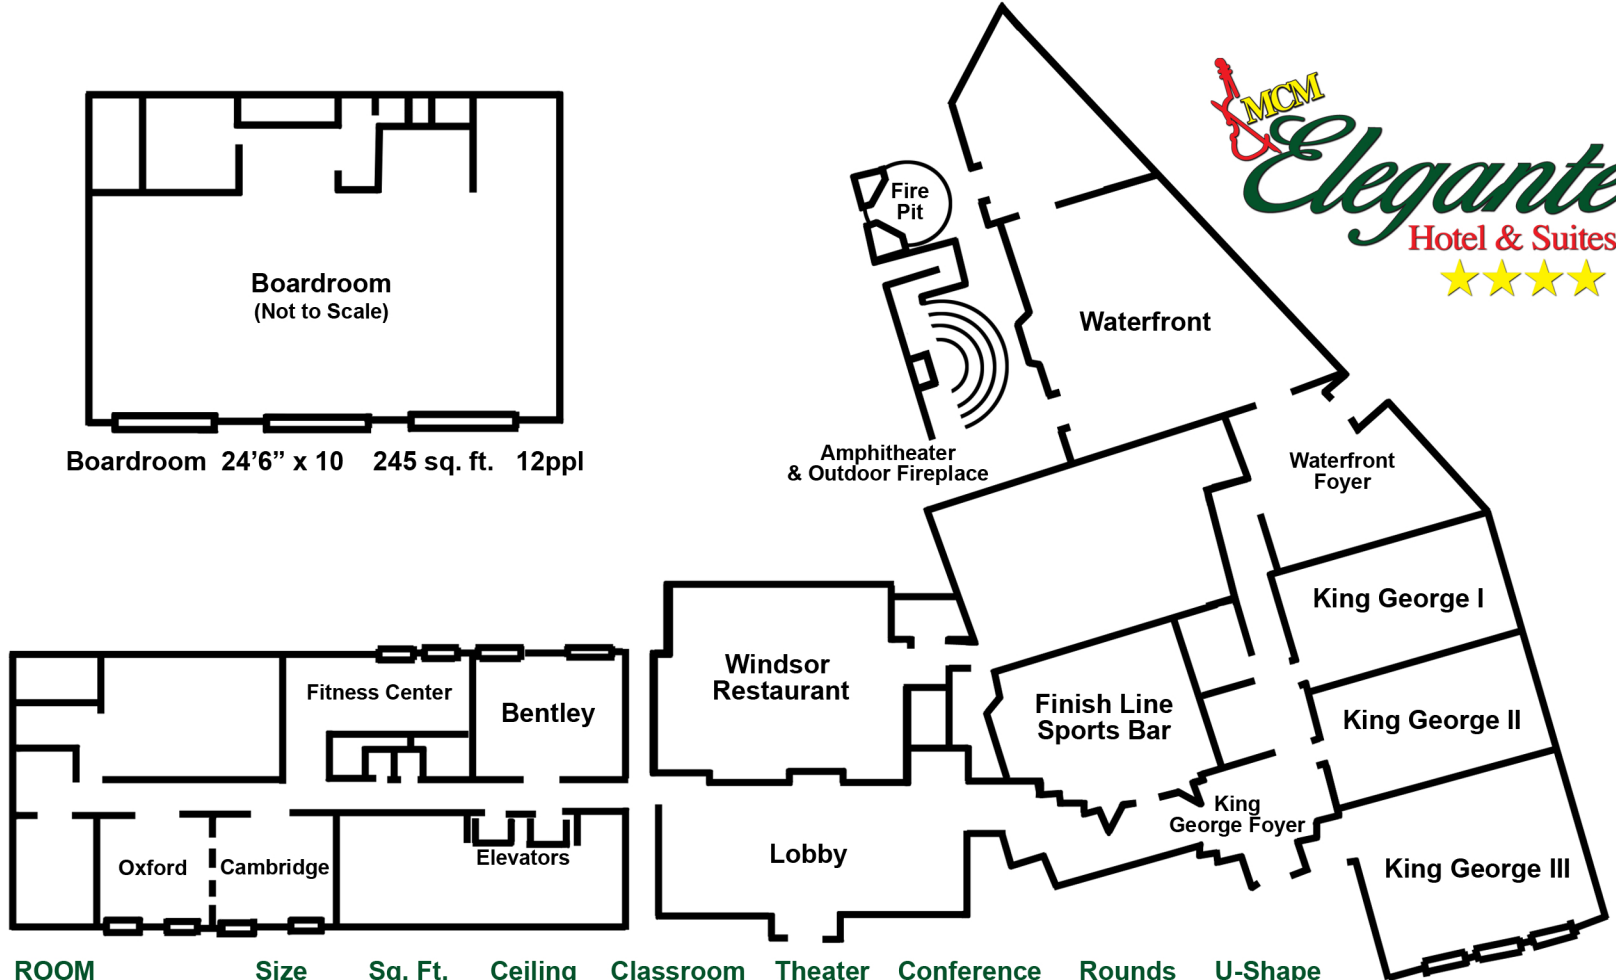 MCM
Elegante
Hotel & Suites
Fire
Pit
Boardroom
(Not to Scale)
Waterfront
Boardroom 24’6” x 10 245 sq. ft. 12ppl
Amphitheater
& Outdoor Fireplace
Waterfront
Foyer
King George I
Windsor
Restaurant
Fitness Center
Bentley
Finish Line
Sports Bar
King George II
King
George Foyer
Lobby
Elevators
Oxford
Cambridge
King George III
ROOM Size Sq. Ft. Ceiling Classroom Theater Conference Rounds U-Shape